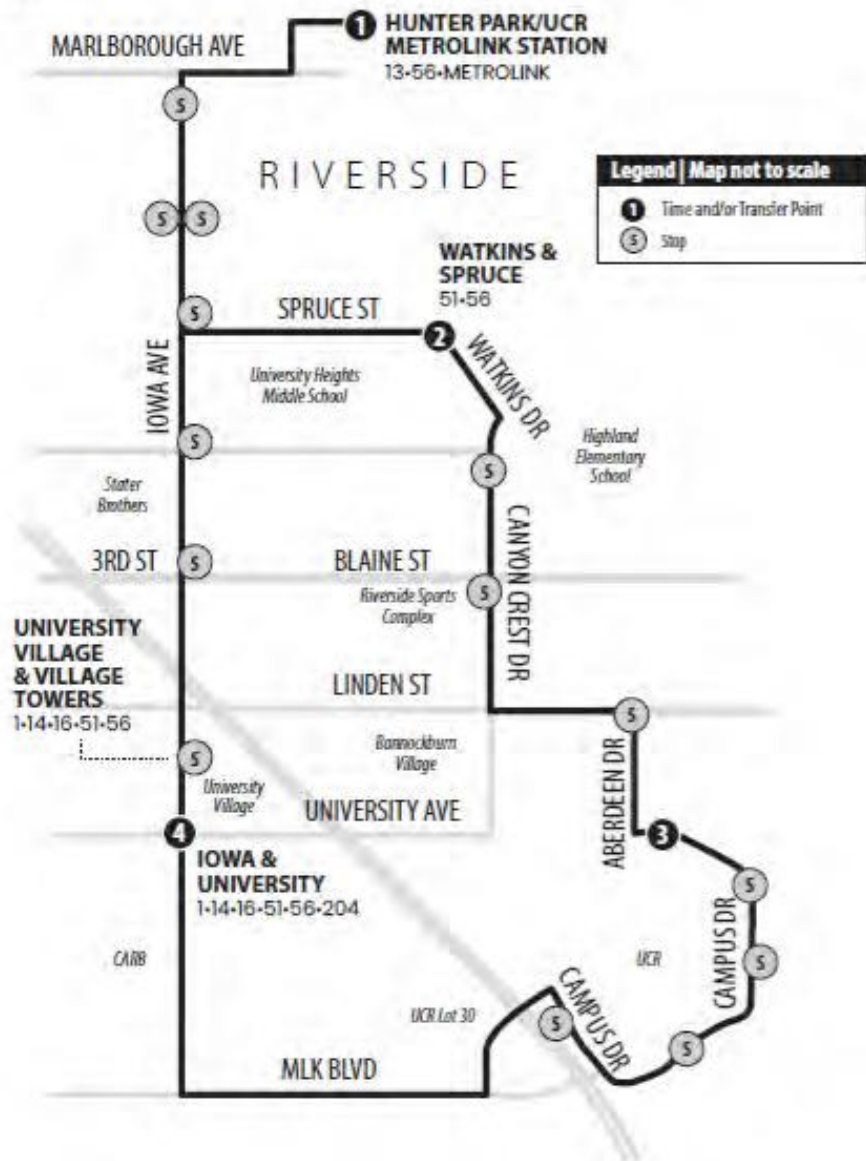 1 HUNTER PARK/UCR
METROLINK STATION
13•56•METROLINK
MARLBOROUGH AVE
S
RIVERSIDE
Legend | Map not to scale
1 Time and/or Transfer Point
S Stop
S S
WATKINS &
SPRUCE
51•56
S
SPRUCE ST
2
WATKINS DR
IOWA AVE
University Heights
Middle School
S
Highland
Elementary
School
S
Stater
Brothers
CANYON CREST DR
3RD ST
S
BLAINE ST
Riverside Sports
Complex
S
UNIVERSITY
VILLAGE
& VILLAGE
TOWERS
1•14•16•51•56
LINDEN ST
S
Bannockburn
Village
S
University
Village
ABERDEEN DR
UNIVERSITY AVE
4
3
IOWA &
UNIVERSITY
1•14•16•51•56•204
S
CAMPUS DR
CARB
UCR
S
UCR Lot 30
CAMPUS DR
S
S
MLK BLVD